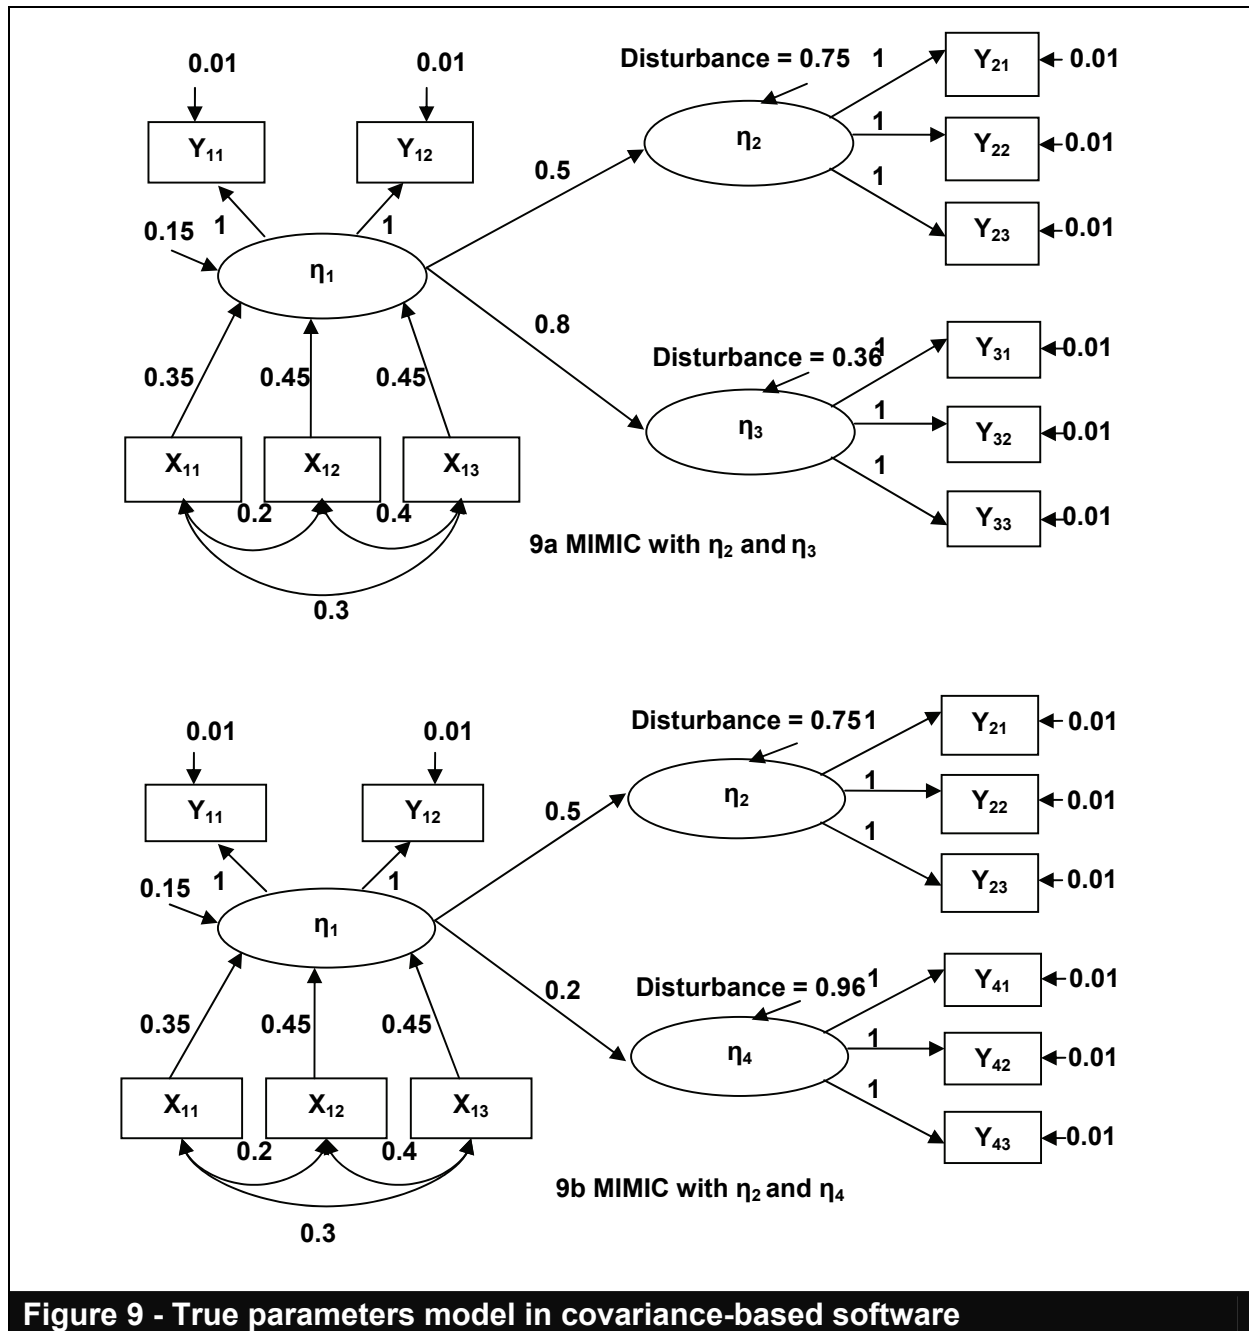 0.01 0.01 Disturbance = 0.75 1 Y₂₁ 0.01
Y₁₁ Y₁₂ η₂ 1 Y₂₂ 0.01
0.5 1
0.15 1 1 Y₂₃ 0.01
η₁
0.8 Disturbance = 0.36 1 Y₃₁ 0.01
0.35 0.45 0.45
η₃ 1 Y₃₂ 0.01
X₁₁ X₁₂ X₁₃ 1
0.2 0.4 Y₃₃ 0.01
9a MIMIC with η₂ and η₃
0.3
0.01 0.01 Disturbance = 0.75 1 Y₂₁ 0.01
Y₁₁ Y₁₂ η₂ 1 Y₂₂ 0.01
0.5 1
0.15 1 1 Y₂₃ 0.01
η₁
0.2 Disturbance = 0.96 1 Y₄₁ 0.01
0.35 0.45 0.45
η₄ 1 Y₄₂ 0.01
X₁₁ X₁₂ X₁₃ 1
0.2 0.4 Y₄₃ 0.01
9b MIMIC with η₂ and η₄
0.3
Figure 9 - True parameters model in covariance-based software